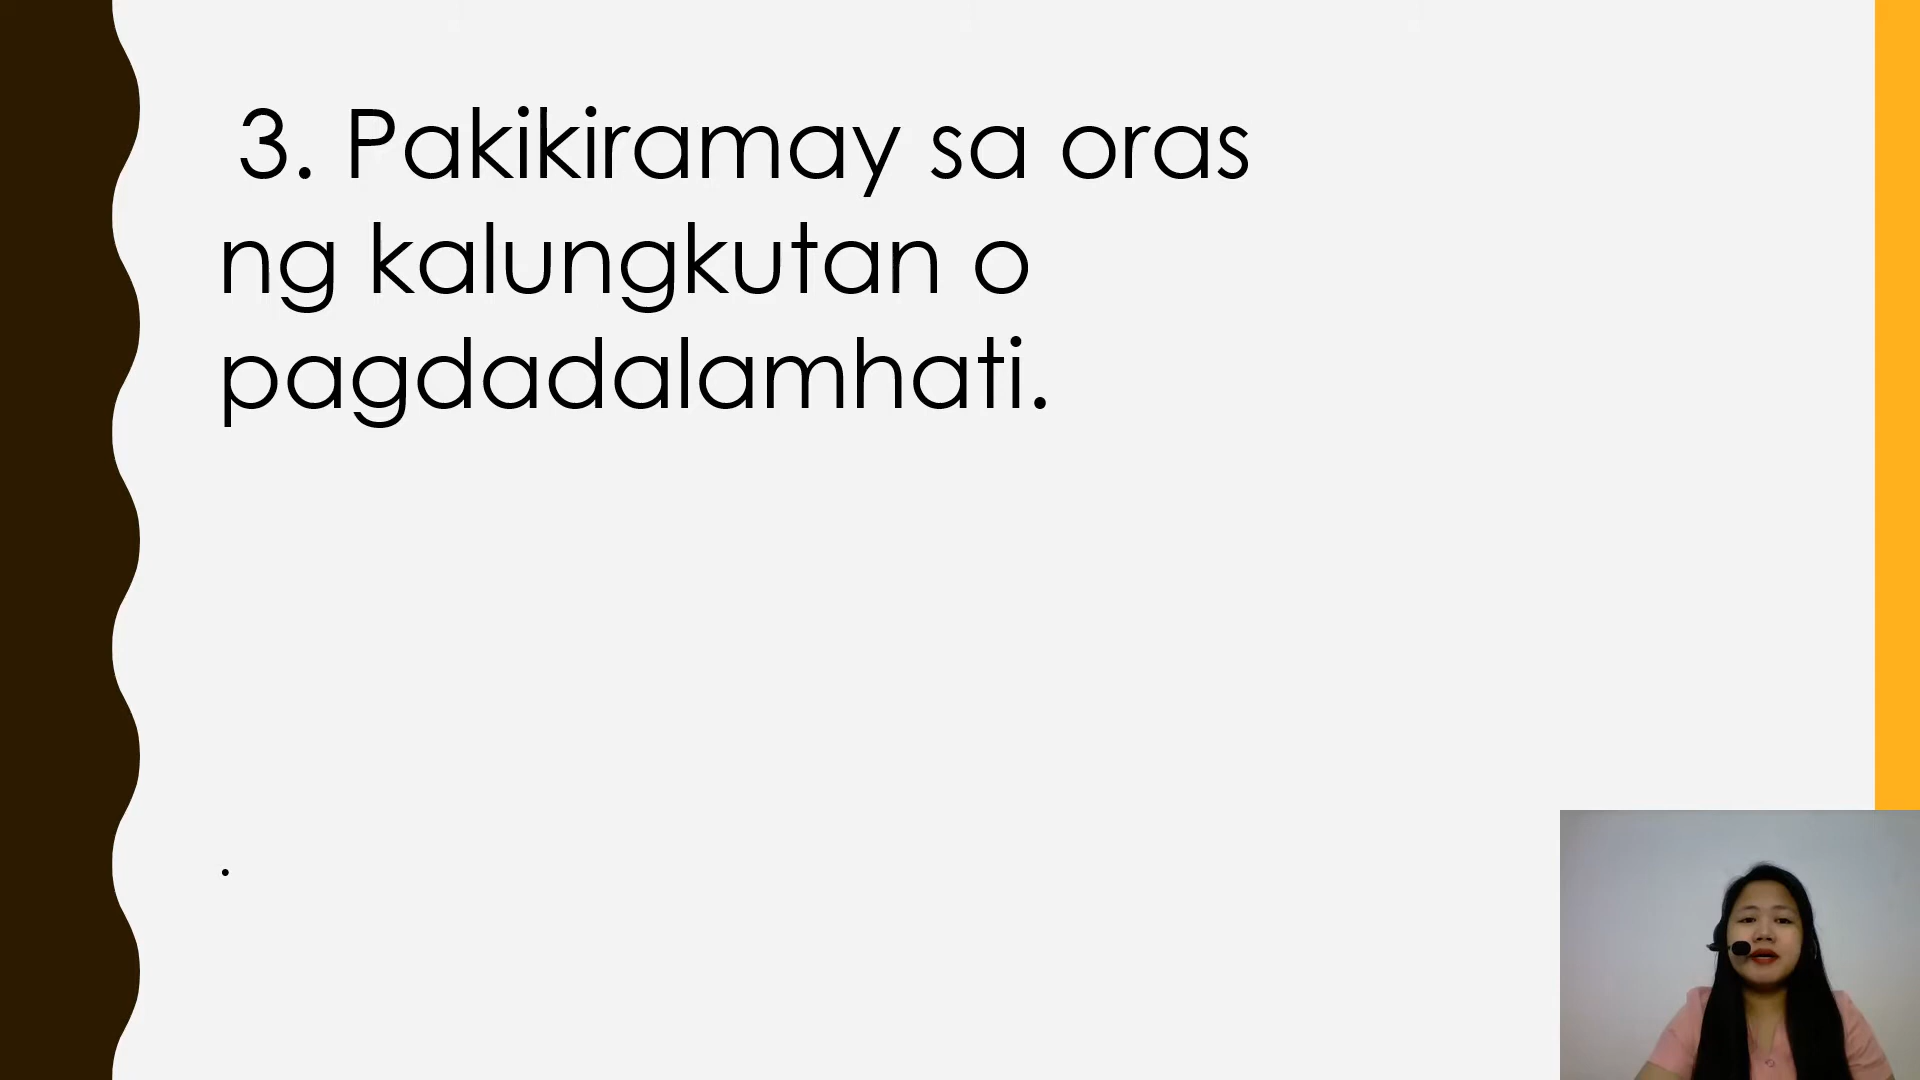 3. Pakikiramay sa oras
ng kalungkutan o
pagdadalamhati.
.